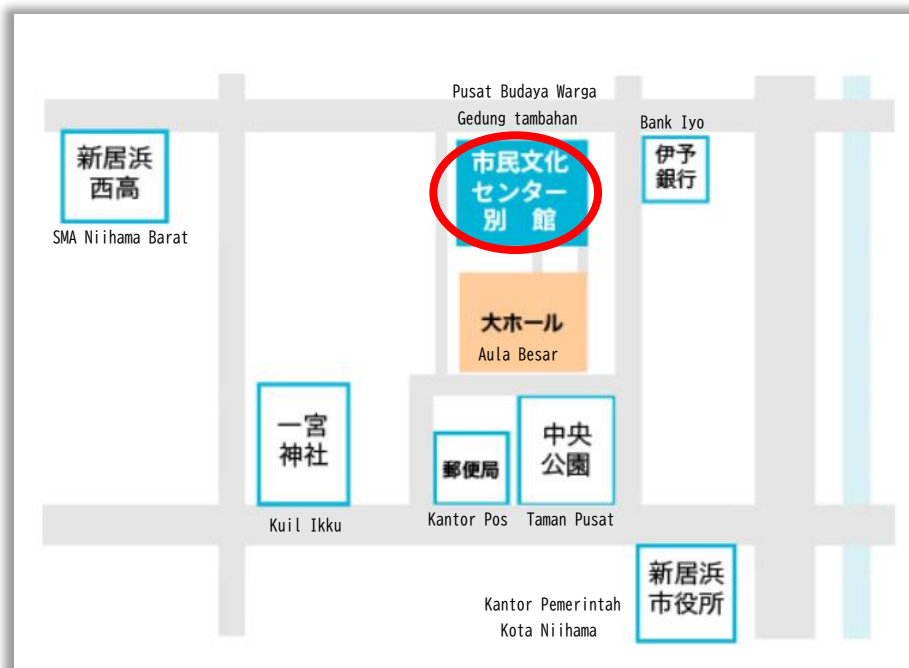 Pusat Budaya Warga
Gedung tambahan
Bank Iyo
新居浜
西高
市民文化
センター
別　館
伊予
銀行
SMA Niihama Barat
大ホール
Aula Besar
一宮
神社
郵便局
中央
公園
Kuil Ikku
Kantor Pos
Taman Pusat
新居浜
市役所
Kantor Pemerintah
Kota Niihama